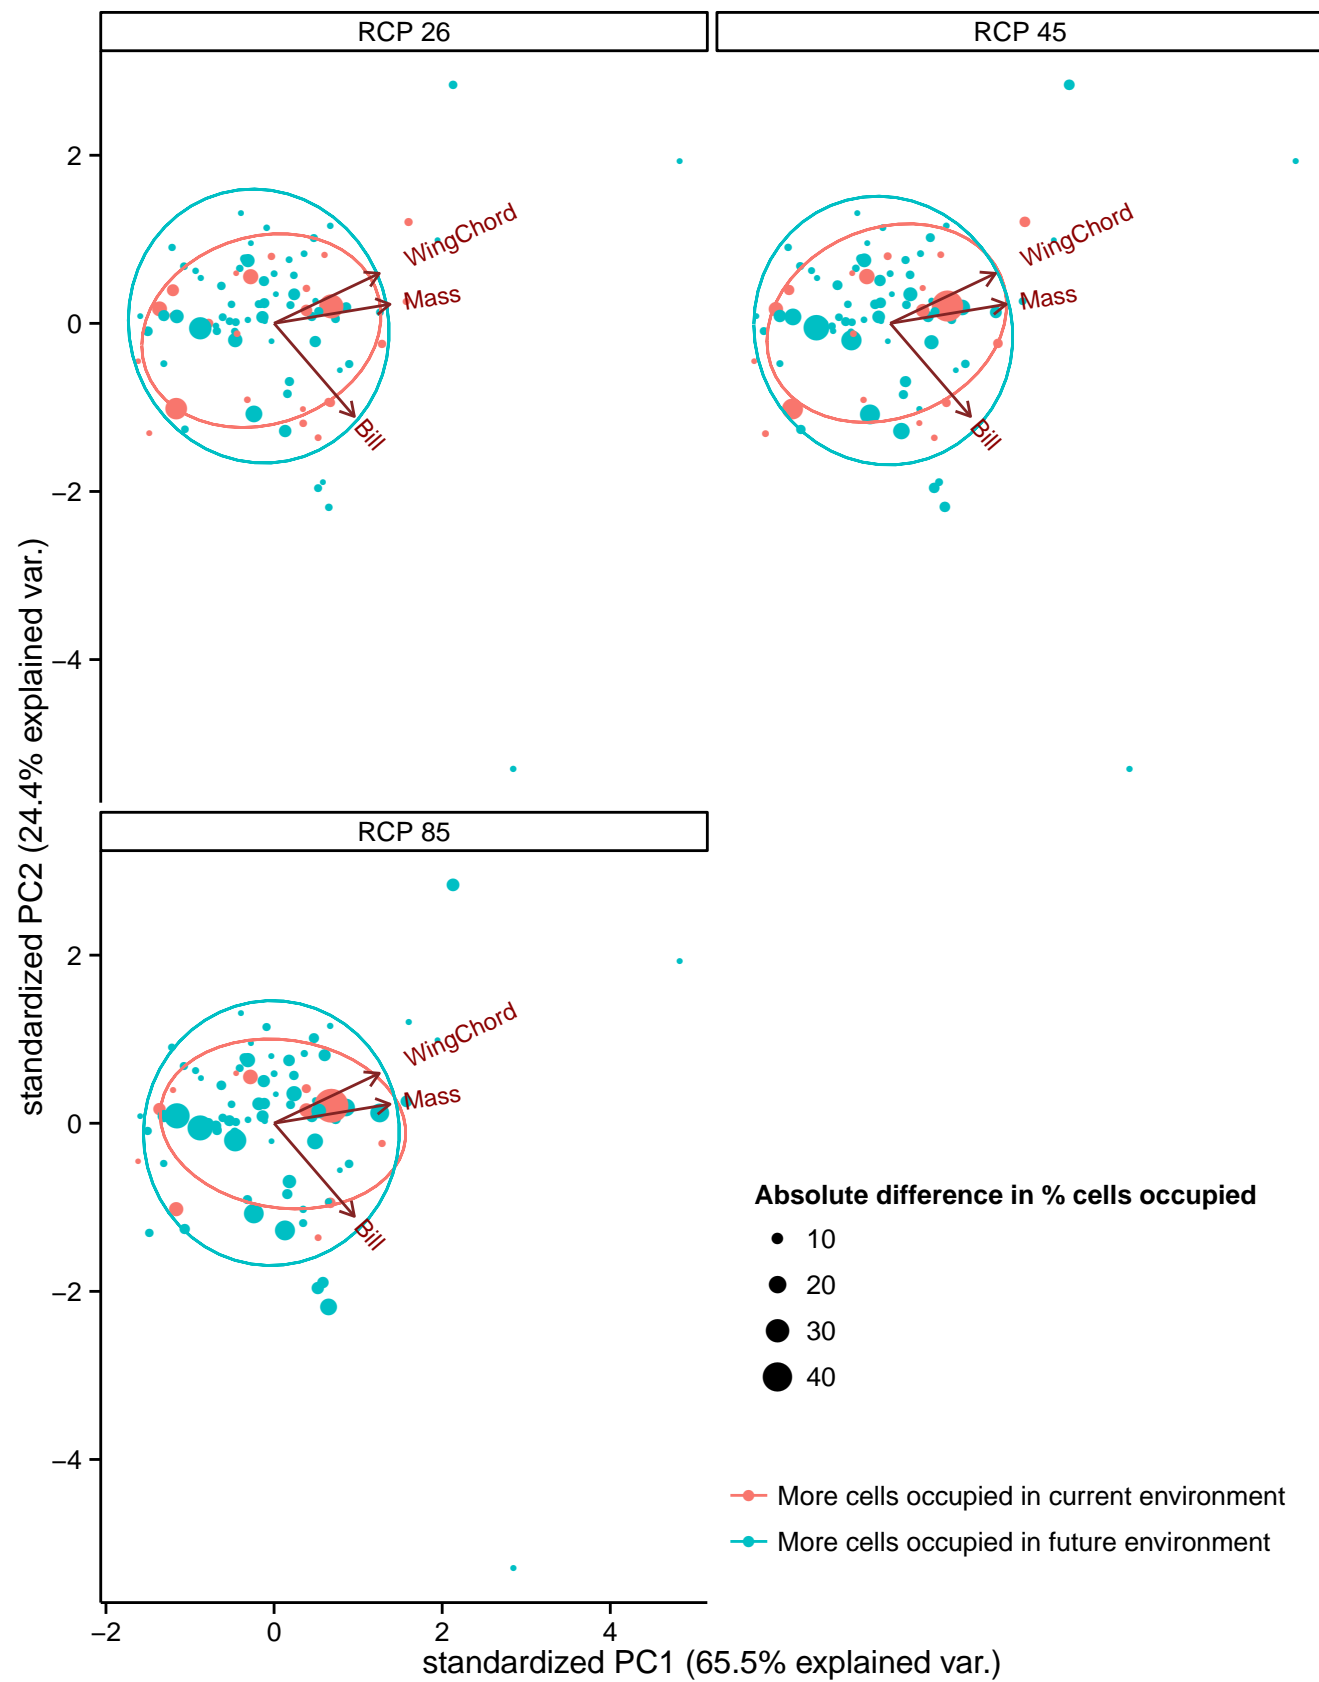 RCP 26
RCP 45
2
0
−2
−4
WingChord
Mass
Bill
WingChord
Mass
Bill
standardized PC2 (24.4% explained var.)
RCP 85
2
0
−2
−4
WingChord
Mass
Bill
−2
0
2
4
standardized PC1 (65.5% explained var.)
Absolute difference in % cells occupied
10
20
30
40
More cells occupied in current environment
More cells occupied in future environment